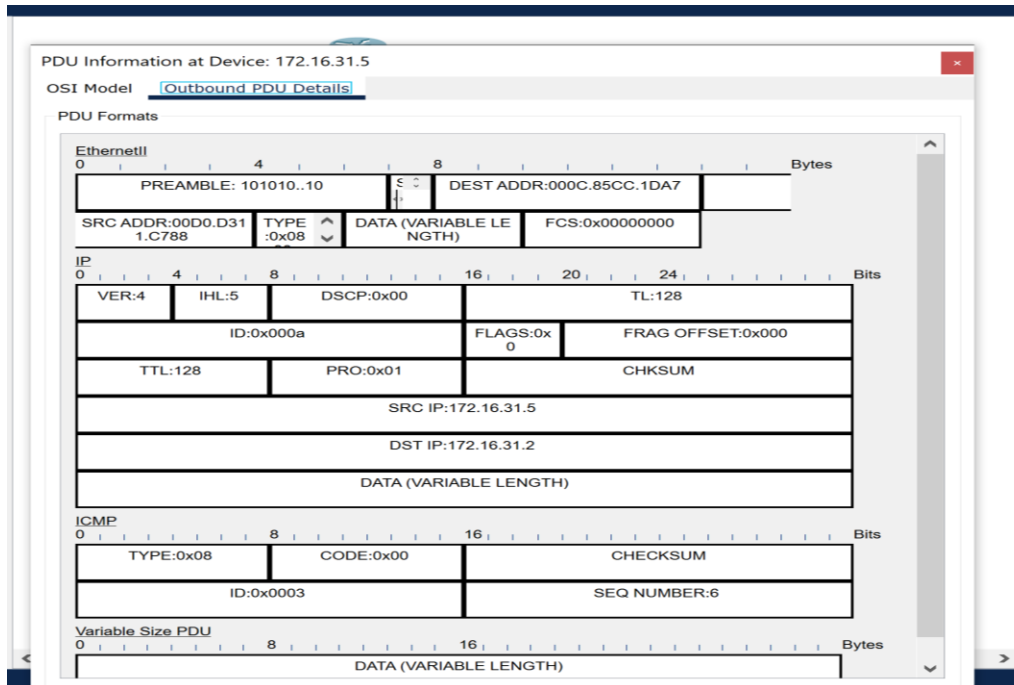 PDU Information at Device: 172.16.31.5
×
OSI Model Outbound PDU Details
PDU Formats
EthernetII
0 4 8 Bytes
PREAMBLE: 101010..10 DEST ADDR:000C.85CC.1DA7
SRC ADDR:00D0.D31 TYPE DATA (VARIABLE LE FCS:0x00000000
1.C788 :0x08 NGTH)
IP
0 4 8 16 20 24 Bits
VER:4 IHL:5 DSCP:0x00 TL:128
ID:0x000a FLAGS:0x FRAG OFFSET:0x000
0
TTL:128 PRO:0x01 CHKSUM
SRC IP:172.16.31.5
DST IP:172.16.31.2
DATA (VARIABLE LENGTH)
ICMP
0 8 16 Bits
TYPE:0x08 CODE:0x00 CHECKSUM
ID:0x0003 SEQ NUMBER:6
Variable Size PDU
0 8 16 Bytes
DATA (VARIABLE LENGTH)